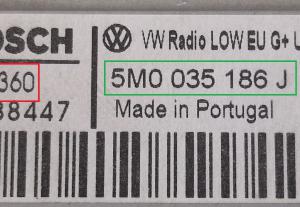 OSCH VW Radio LOW EU G+
360 5M0 035 186 J
38447 Made in Portugal